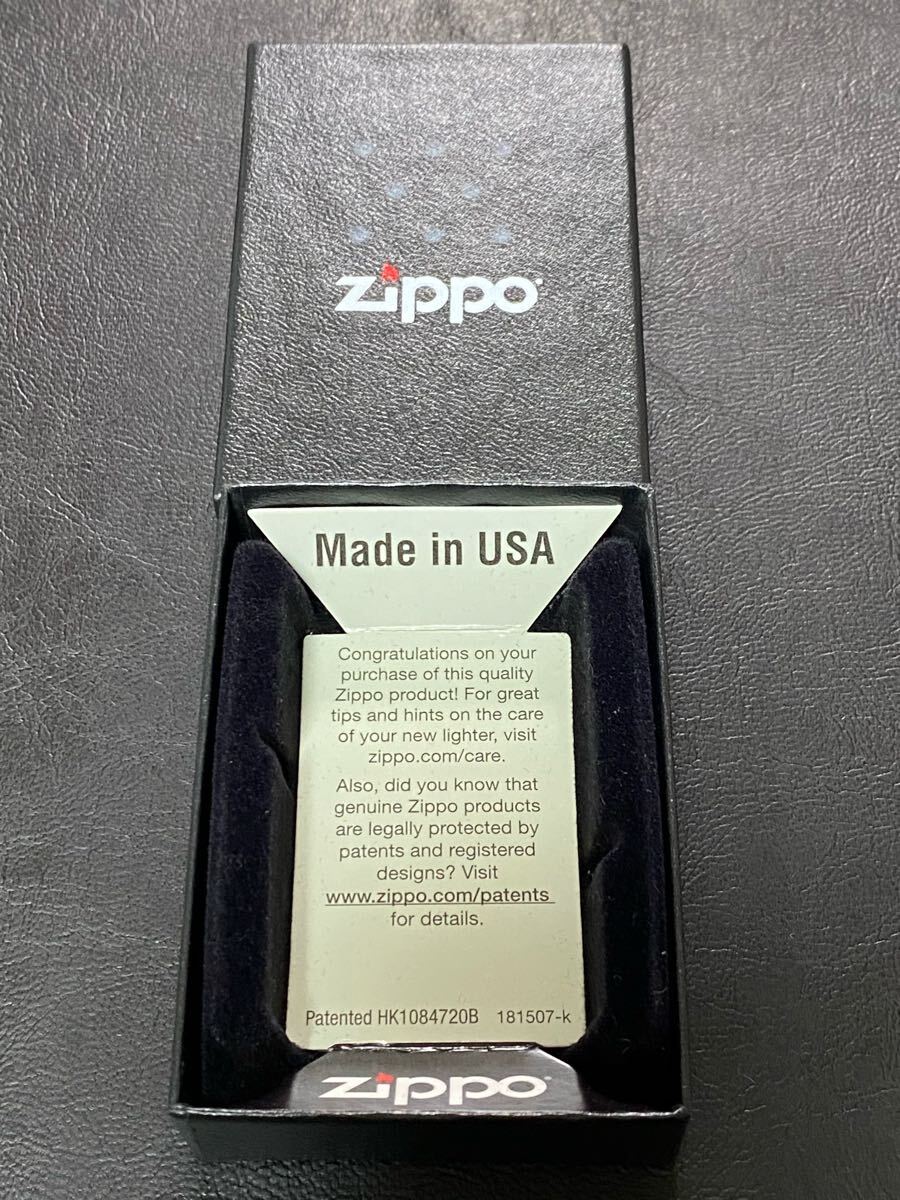 zippo
Made in USA
Congratulations on your
purchase of this quality
Zippo product! For great
tips and hints on the care
of your new lighter, visit
zippo.com/care.
Also, did you know that
genuine Zippo products
are legally protected by
patents and registered
designs? Visit
www.zippo.com/patents
for details.
Patented HK1084720B 181507-k
zippo